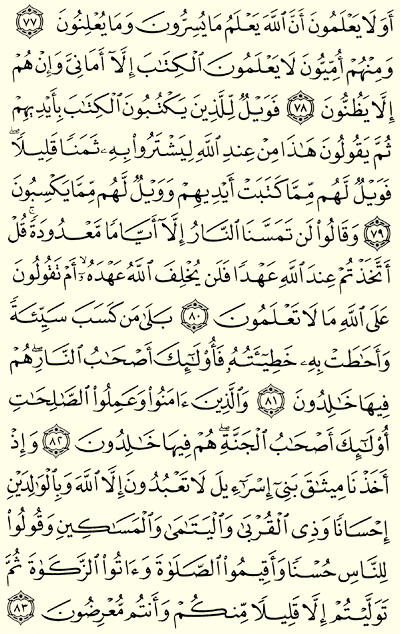 أَوَلَا يَعْلَمُونَ أَنَّ ٱللَّهَ يَعْلَمُ مَا يُسِرُّونَ وَمَا يُعْلِنُونَ ٧٧
وَمِنْهُمْ أُمِّيُّونَ لَا يَعْلَمُونَ ٱلْكِتَٰبَ إِلَّآ أَمَانِىَّ وَإِنْ هُمْ
إِلَّا يَظُنُّونَ ٧٨ فَوَيْلٌ لِّلَّذِينَ يَكْتُبُونَ ٱلْكِتَٰبَ بِأَيْدِيهِمْ
ثُمَّ يَقُولُونَ هَٰذَا مِنْ عِندِ ٱللَّهِ لِيَشْتَرُوا۟ بِهِۦ ثَمَنًا قَلِيلًا ۖ
فَوَيْلٌ لَّهُم مِّمَّا كَتَبَتْ أَيْدِيهِمْ وَوَيْلٌ لَّهُم مِّمَّا يَكْسِبُونَ
٧٩ وَقَالُوا۟ لَن تَمَسَّنَا ٱلنَّارُ إِلَّآ أَيَّامًا مَّعْدُودَةً ۚ قُلْ
أَتَّخَذْتُمْ عِندَ ٱللَّهِ عَهْدًا فَلَن يُخْلِفَ ٱللَّهُ عَهْدَهُۥٓ ۖ أَمْ تَقُولُونَ
عَلَى ٱللَّهِ مَا لَا تَعْلَمُونَ ٨٠ بَلَىٰ مَن كَسَبَ سَيِّئَةً
وَأَحَٰطَتْ بِهِۦ خَطِيٓـَٔتُهُۥ فَأُو۟لَٰٓئِكَ أَصْحَٰبُ ٱلنَّارِ ۖ هُمْ
فِيهَا خَٰلِدُونَ ٨١ وَٱلَّذِينَ ءَامَنُوا۟ وَعَمِلُوا۟ ٱلصَّٰلِحَٰتِ
أُو۟لَٰٓئِكَ أَصْحَٰبُ ٱلْجَنَّةِ ۖ هُمْ فِيهَا خَٰلِدُونَ ٨٢ وَإِذْ
أَخَذْنَا مِيثَٰقَ بَنِىٓ إِسْرَٰٓءِيلَ لَا تَعْبُدُونَ إِلَّا ٱللَّهَ وَبِٱلْوَٰلِدَيْنِ
إِحْسَانًا وَذِى ٱلْقُرْبَىٰ وَٱلْيَتَٰمَىٰ وَٱلْمَسَٰكِينِ وَقُولُوا۟
لِلنَّاسِ حُسْنًا وَأَقِيمُوا۟ ٱلصَّلَوٰةَ وَءَاتُوا۟ ٱلزَّكَوٰةَ ثُمَّ
تَوَلَّيْتُمْ إِلَّا قَلِيلًا مِّنكُمْ وَأَنتُم مُّعْرِضُونَ ٨٣